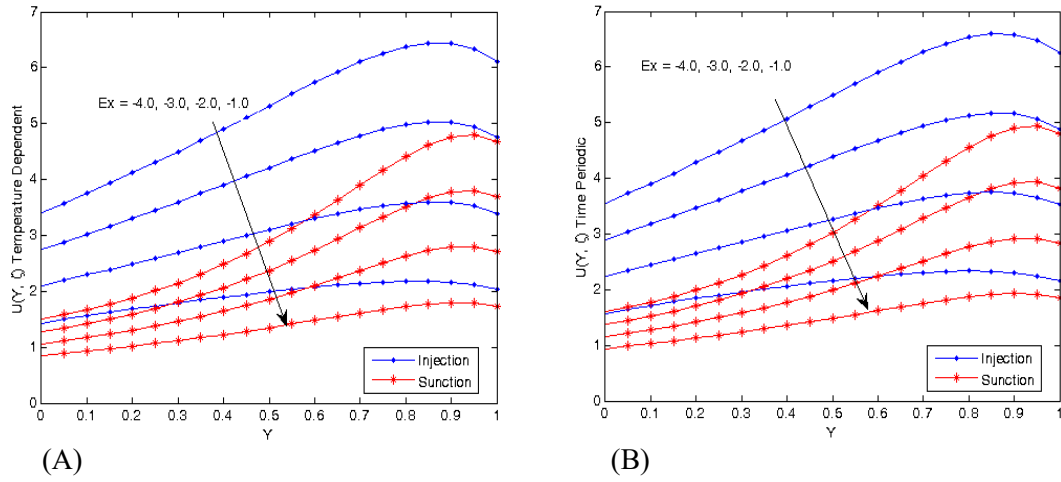 7
6
5
4
3
2
1
0
U(Y, ζ) Temperature Dependent
Ex = -4.0, -3.0, -2.0, -1.0
Injection
Sunction
0 0.1 0.2 0.3 0.4 0.5 0.6 0.7 0.8 0.9 1
Y
(A)
7
6
5
4
3
2
1
0
U(Y, ζ) Time Periodic
Ex = -4.0, -3.0, -2.0, -1.0
Injection
Sunction
0 0.1 0.2 0.3 0.4 0.5 0.6 0.7 0.8 0.9 1
Y
(B)